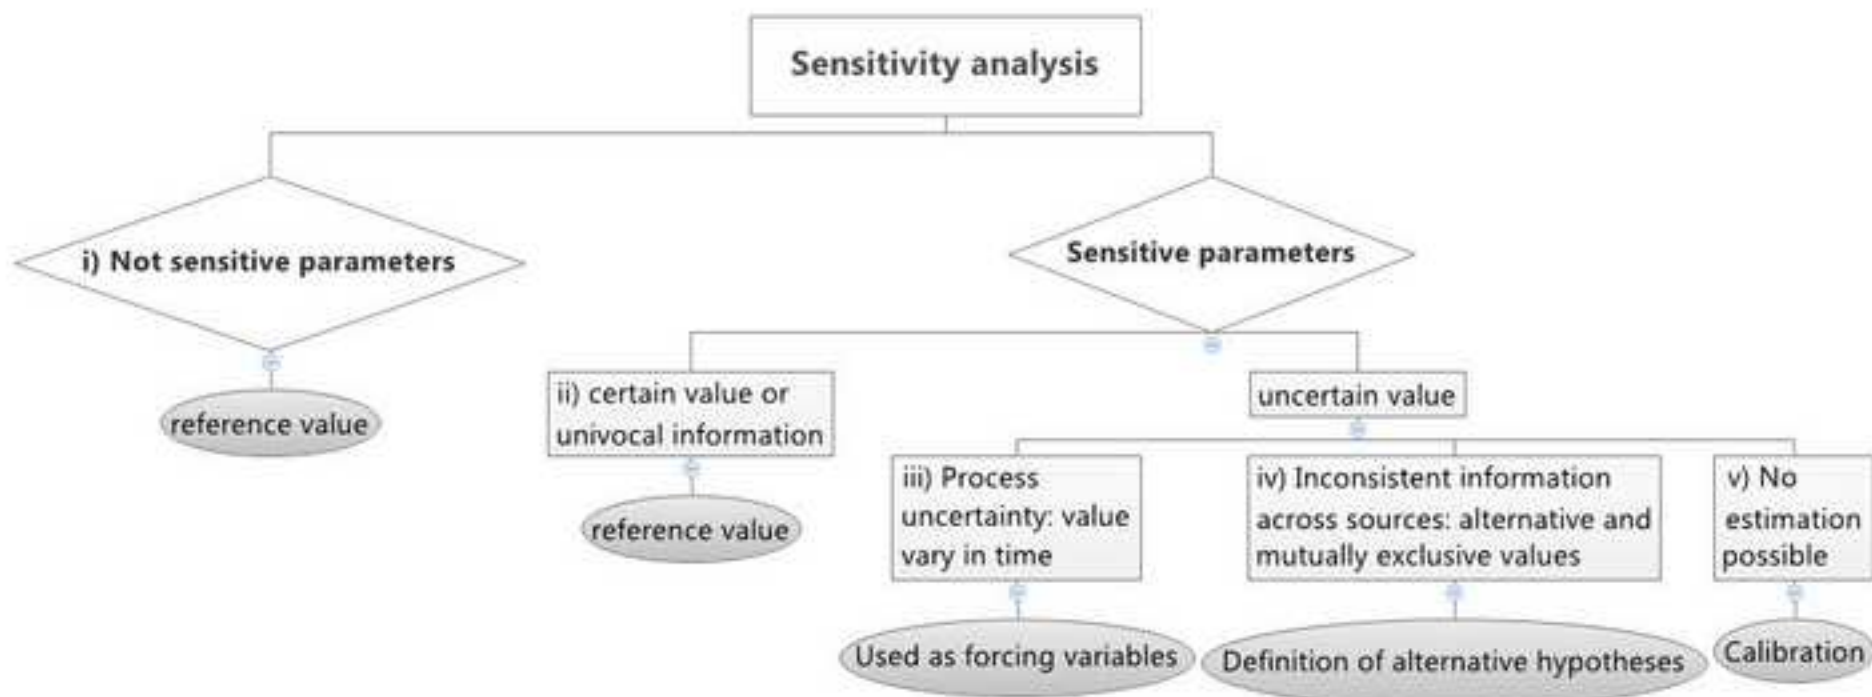 Sensitivity analysis
i) Not sensitive parameters
Sensitive parameters
reference value
ii) certain value or
univocal information
reference value
uncertain value
iii) Process
uncertainty: value
vary in time
iv) Inconsistent information
across sources: alternative and
mutually exclusive values
v) No
estimation
possible
Used as forcing variables
Definition of alternative hypotheses
Calibration